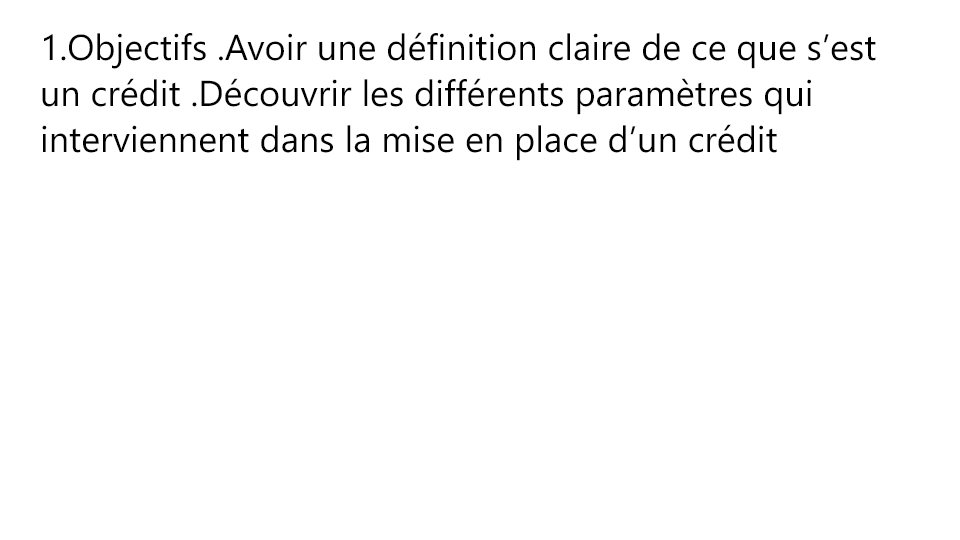 1.Objectifs .Avoir une définition claire de ce que s’est
un crédit .Découvrir les différents paramètres qui
interviennent dans la mise en place d’un crédit